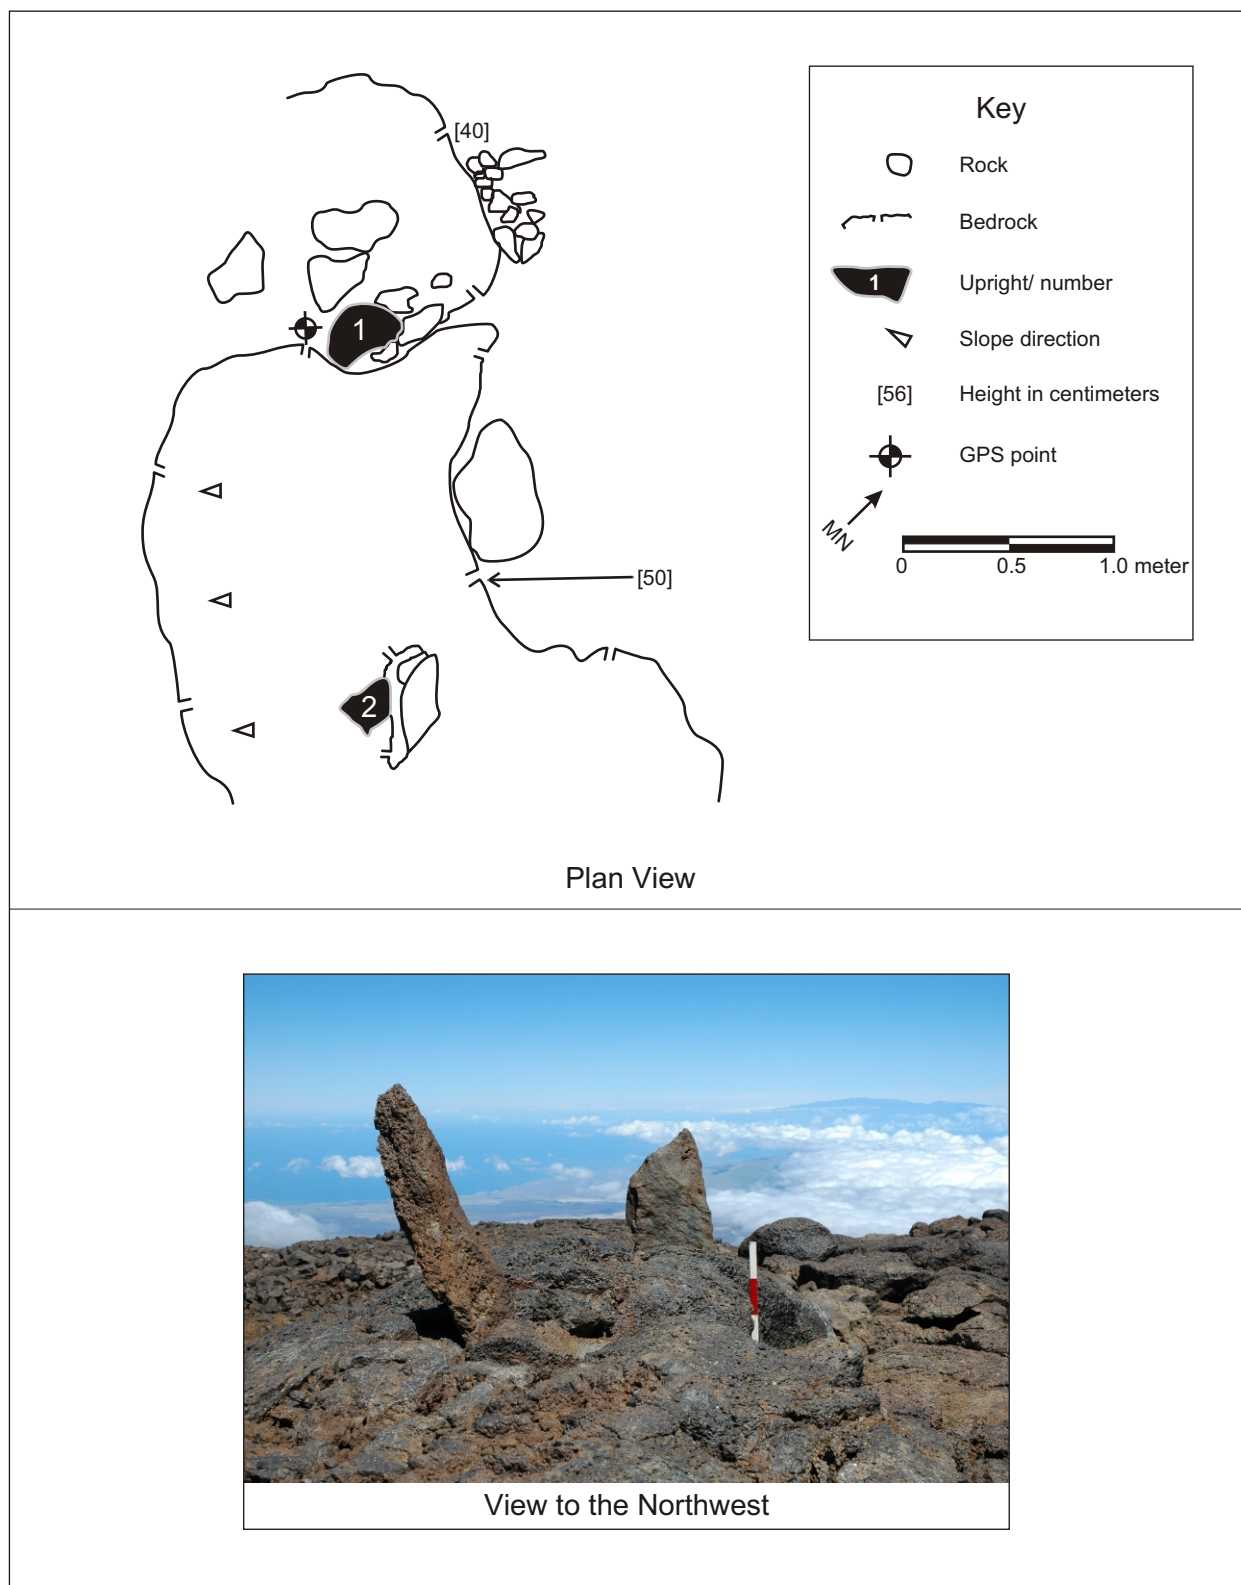 [40]
1
[50]
2
Key
Rock
Bedrock
1 Upright/ number
Slope direction
[56] Height in centimeters
GPS point
MN
0 0.5 1.0 meter
Plan View
View to the Northwest